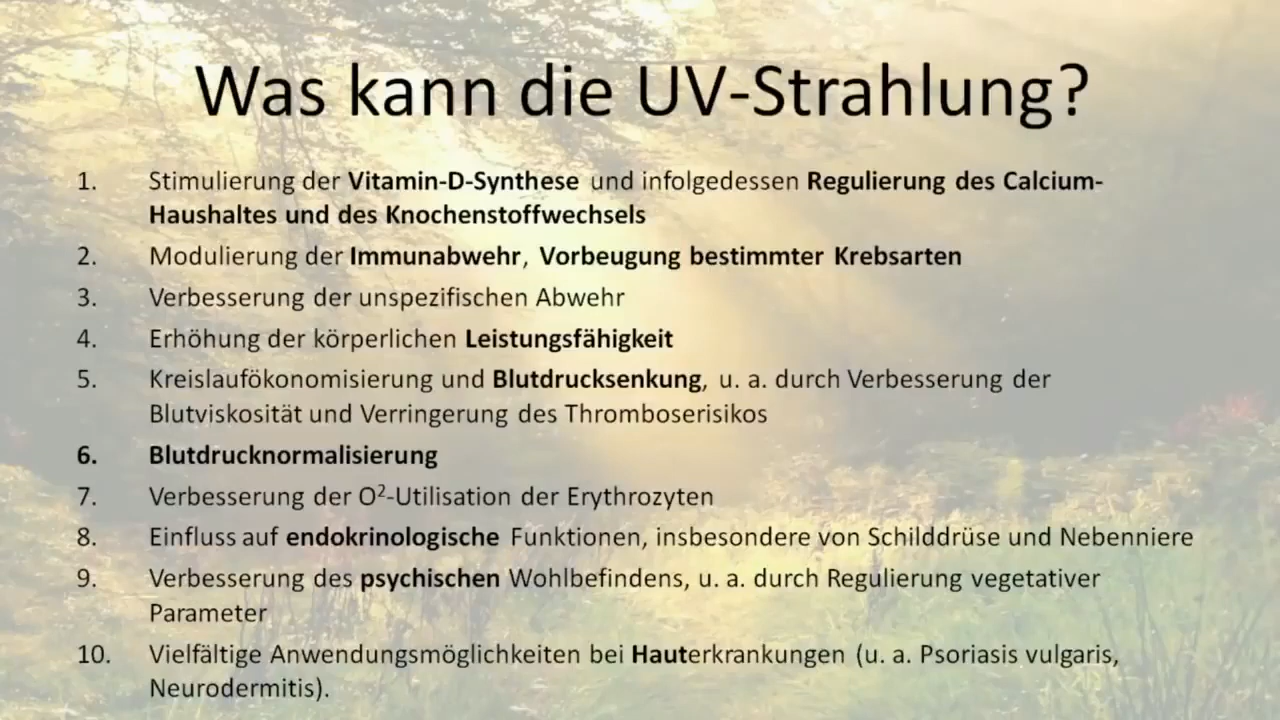 Was kann die UV-Strahlung?
1. Stimulierung der Vitamin-D-Synthese und infolgedessen Regulierung des Calcium-
Haushaltes und des Knochenstoffwechsels
2. Modulierung der Immunabwehr, Vorbeugung bestimmter Krebsarten
3. Verbesserung der unspezifischen Abwehr
4. Erhöhung der körperlichen Leistungsfähigkeit
5. Kreislaufökonomisierung und Blutdrucksenkung, u. a. durch Verbesserung der
Blutviskosität und Verringerung des Thromboserisikos
6. Blutdrucknormalisierung
7. Verbesserung der O²-Utilisation der Erythrozyten
8. Einfluss auf endokrinologische Funktionen, insbesondere von Schilddrüse und Nebenniere
9. Verbesserung des psychischen Wohlbefindens, u. a. durch Regulierung vegetativer
Parameter
10. Vielfältige Anwendungsmöglichkeiten bei Hauterkrankungen (u. a. Psoriasis vulgaris,
Neurodermitis).